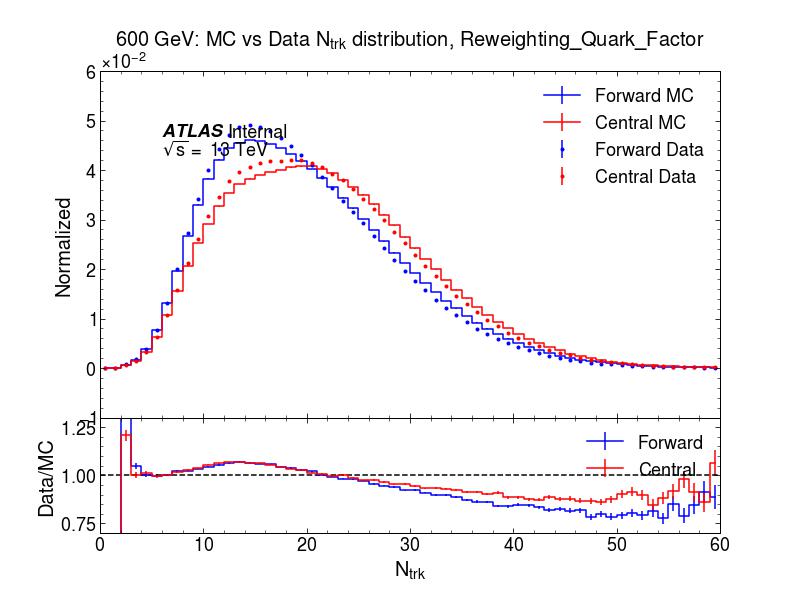 600 GeV: MC vs Data Ntrk distribution, Reweighting_Quark_Factor
×10−2
6
5
4
3
2
1
0
−1
Normalized
ATLAS Internal
√s = 13 TeV
Forward MC
Central MC
Forward Data
Central Data
1.25
1.00
0.75
Data/MC
Forward
Central
0 10 20 30 40 50 60
Ntrk